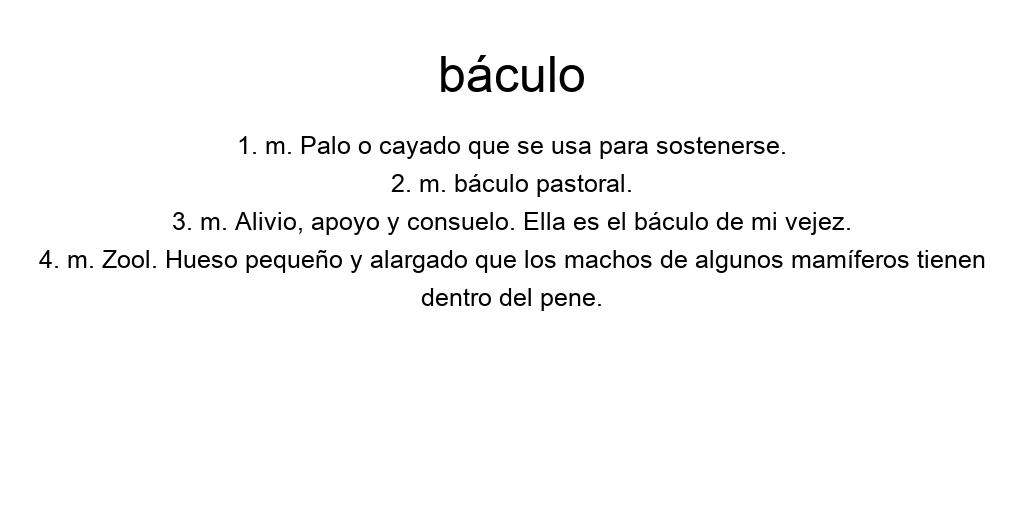 báculo
1. m. Palo o cayado que se usa para sostenerse.
2. m. báculo pastoral.
3. m. Alivio, apoyo y consuelo. Ella es el báculo de mi vejez.
4. m. Zool. Hueso pequeño y alargado que los machos de algunos mamíferos tienen
dentro del pene.